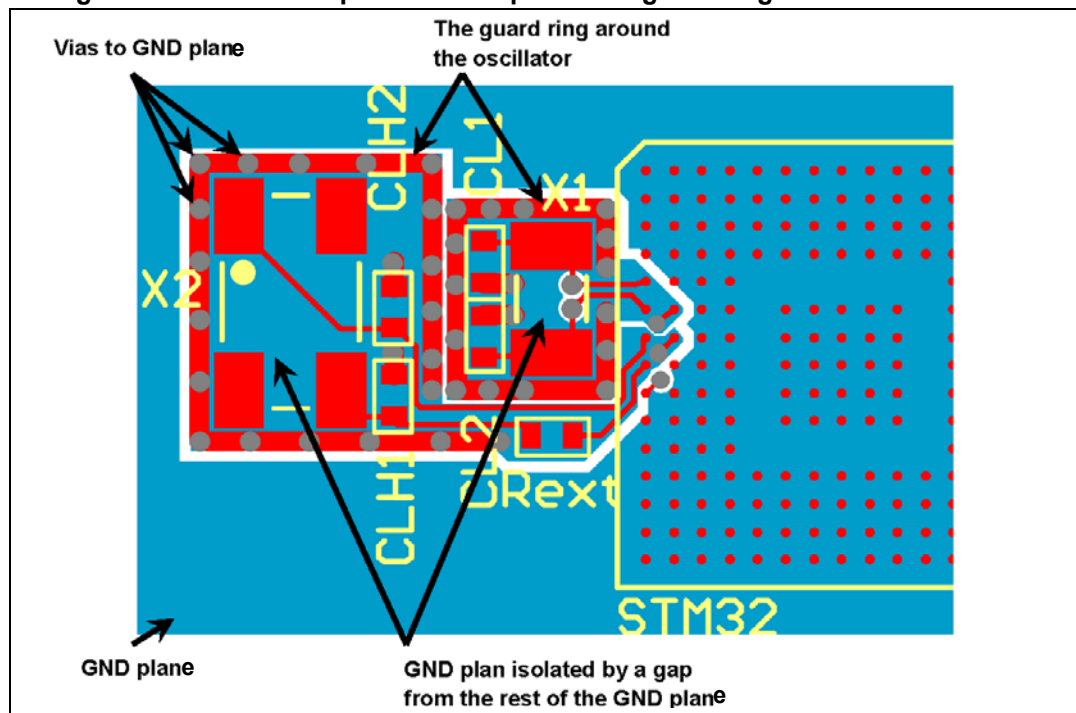 Vias to GND plane
The guard ring around
the oscillator
CLH2
CL1
X1
X2
CLH1
CL2
Rext
STM32
GND plane
GND plan isolated by a gap
from the rest of the GND plane